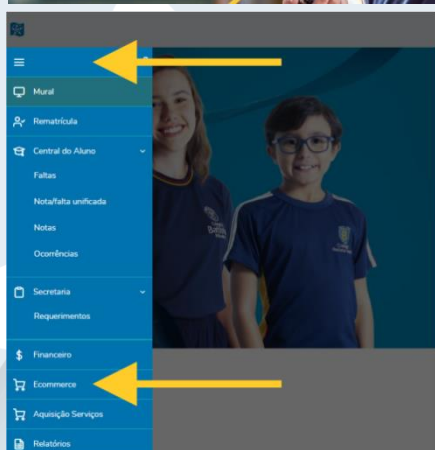 Mural
Rematrícula
Central do Aluno
Faltas
Nota/falta unificada
Notas
Ocorrências
Secretaria
Requerimentos
Financeiro
Ecommerce
Aquisição Serviços
Relatórios